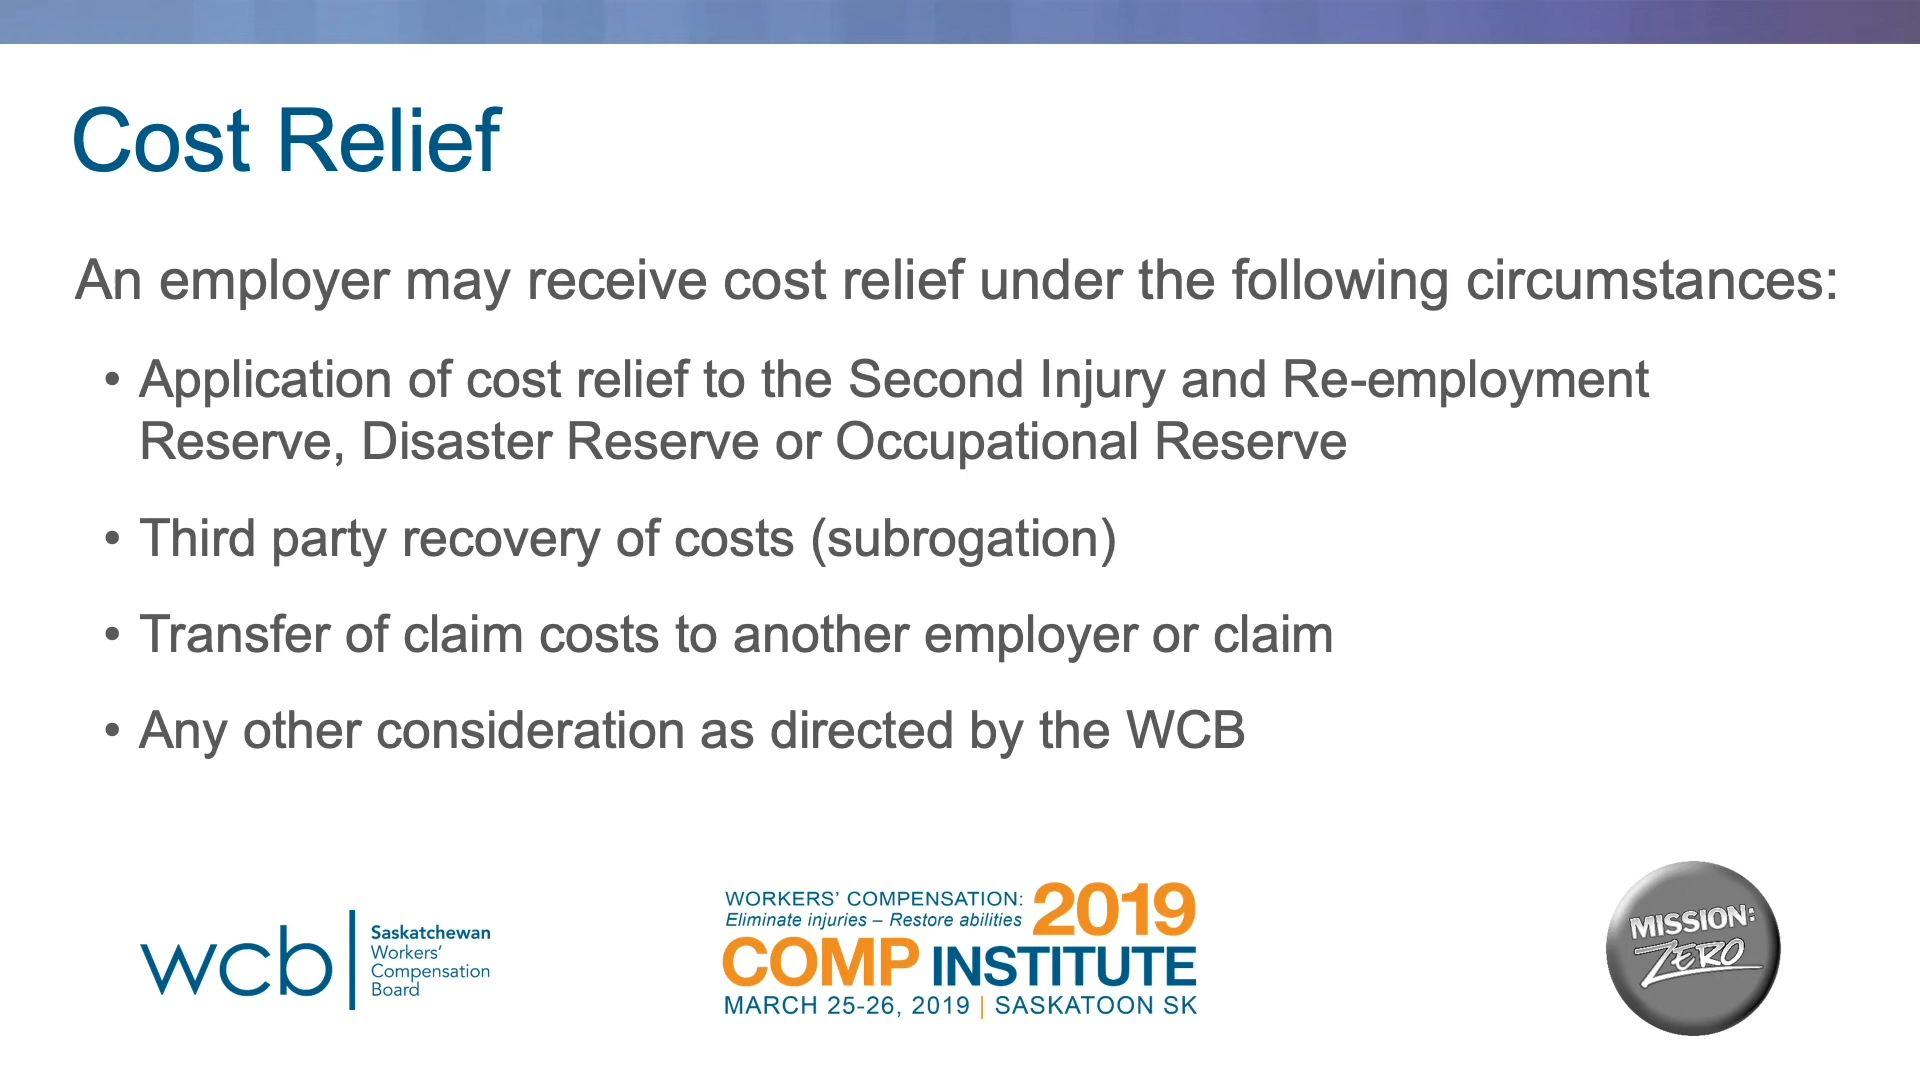 Cost Relief
An employer may receive cost relief under the following circumstances:
• Application of cost relief to the Second Injury and Re-employment
Reserve, Disaster Reserve or Occupational Reserve
• Third party recovery of costs (subrogation)
• Transfer of claim costs to another employer or claim
• Any other consideration as directed by the WCB
wcb
Saskatchewan
Workers'
Compensation
Board
WORKERS' COMPENSATION:
Eliminate injuries – Restore abilities
2019
COMP INSTITUTE
MARCH 25-26, 2019 | SASKATOON SK
MISSION:
ZERO